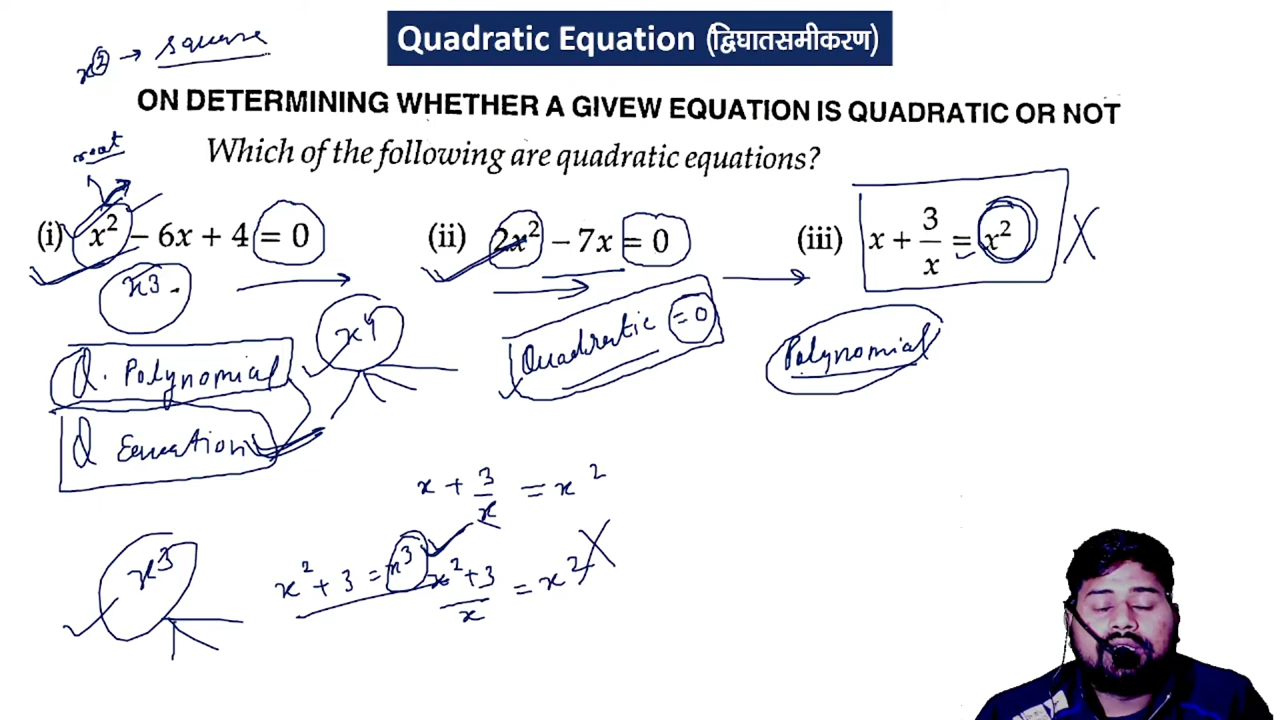 Quadratic Equation (द्विघातसमीकरण)
x² → square
ON DETERMINING WHETHER A GIVEW EQUATION IS QUADRATIC OR NOT
root
Which of the following are quadratic equations?
(i) x² − 6x + 4 = 0 (ii) 2x² − 7x = 0 (iii) x + 3/x = x² X
x3
x⁴
Quadratic = 0
Polynomial
Q. Polynomial
Q Equation
x + 3/x = x²
x³
x² + 3 = x³
(x² + 3)/x = x² X